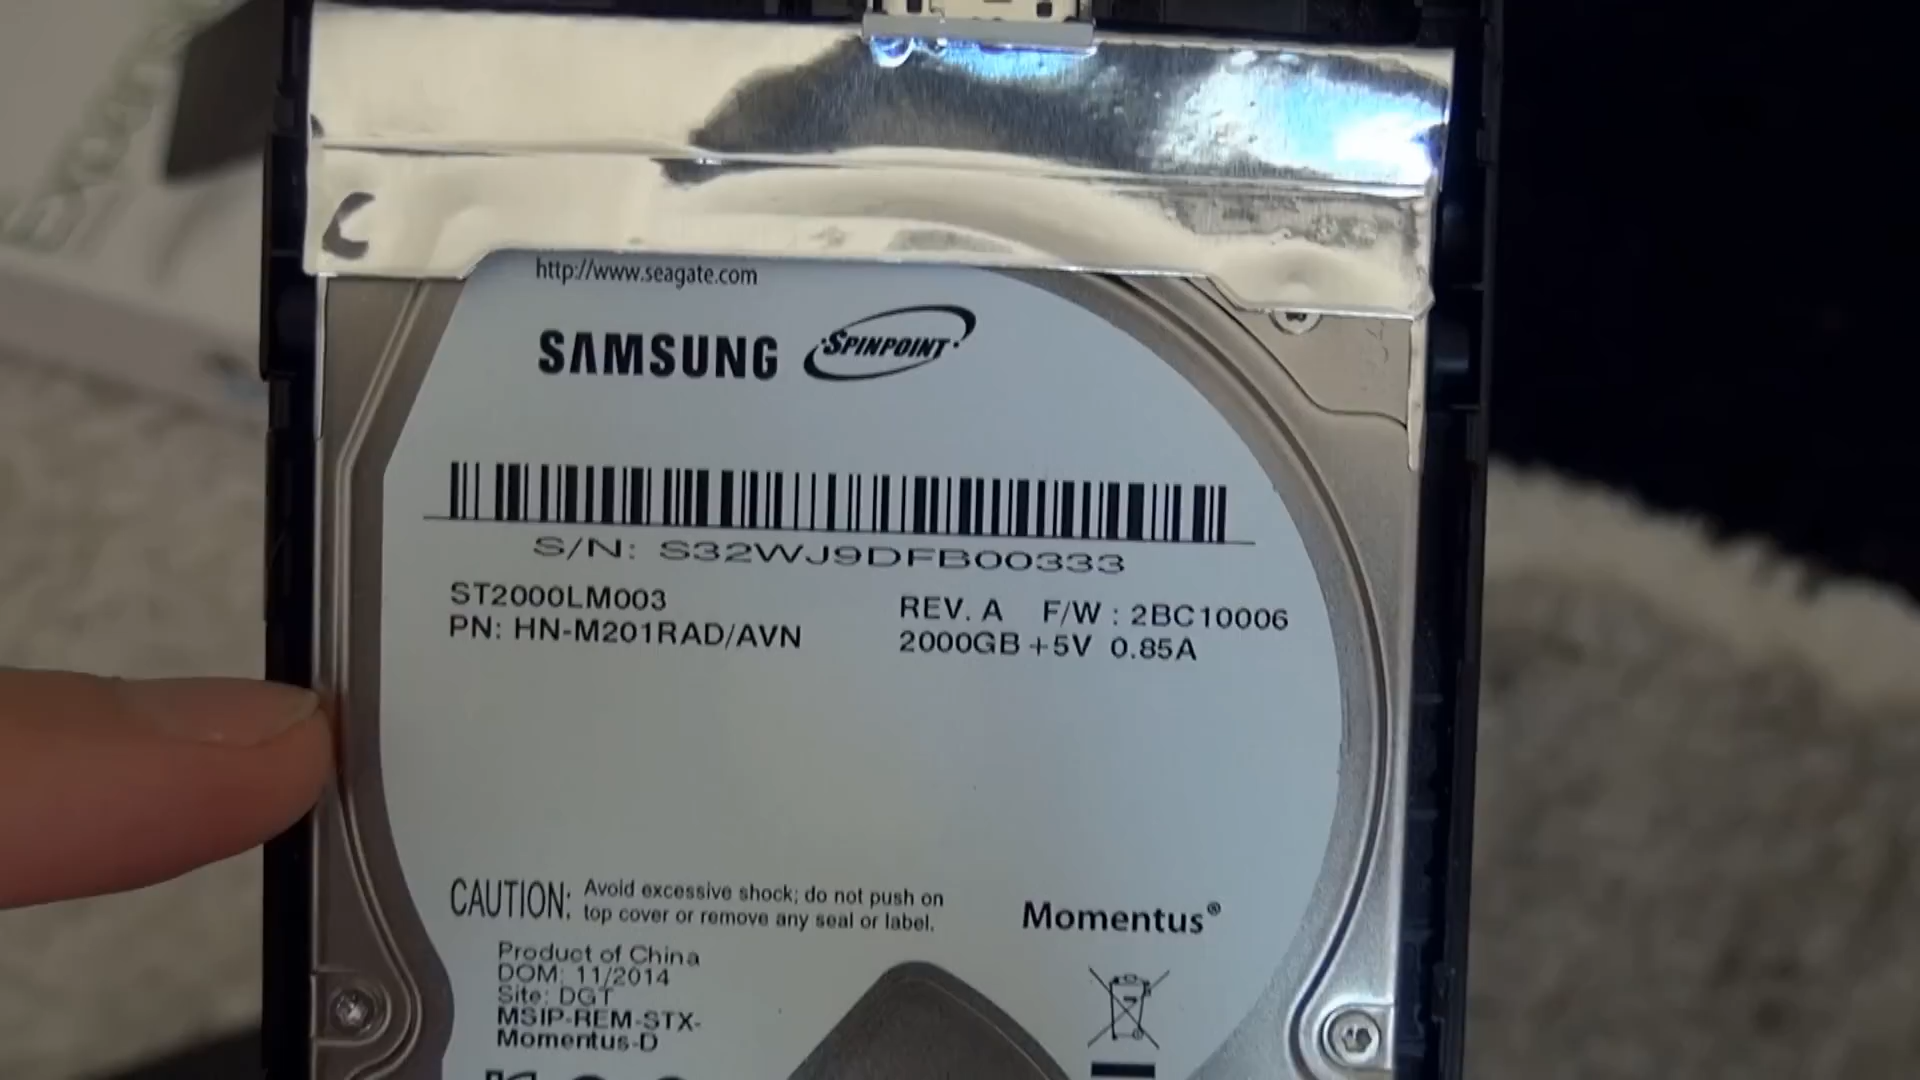 http://www.seagate.com
SAMSUNG SPINPOINT
S/N: S32WJ9DFB00333
ST2000LM003
PN: HN-M201RAD/AVN
REV. A F/W : 2BC10006
2000GB +5V 0.85A
CAUTION: Avoid excessive shock; do not push on
top cover or remove any seal or label.
Momentus®
Product of China
DOM: 11/2014
Site: DGT
MSIP-REM-STX-
Momentus-D